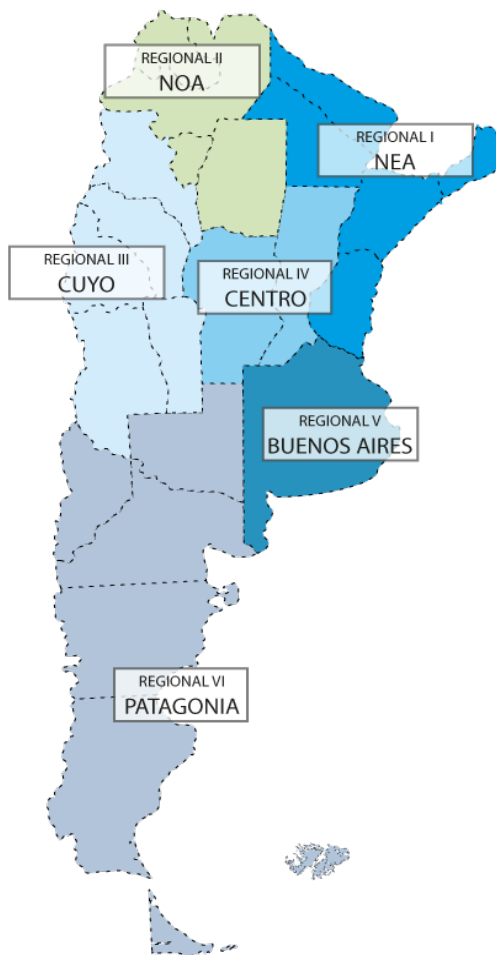 REGIONAL II
NOA
REGIONAL I
NEA
REGIONAL III
CUYO
REGIONAL IV
CENTRO
REGIONAL V
BUENOS AIRES
REGIONAL VI
PATAGONIA